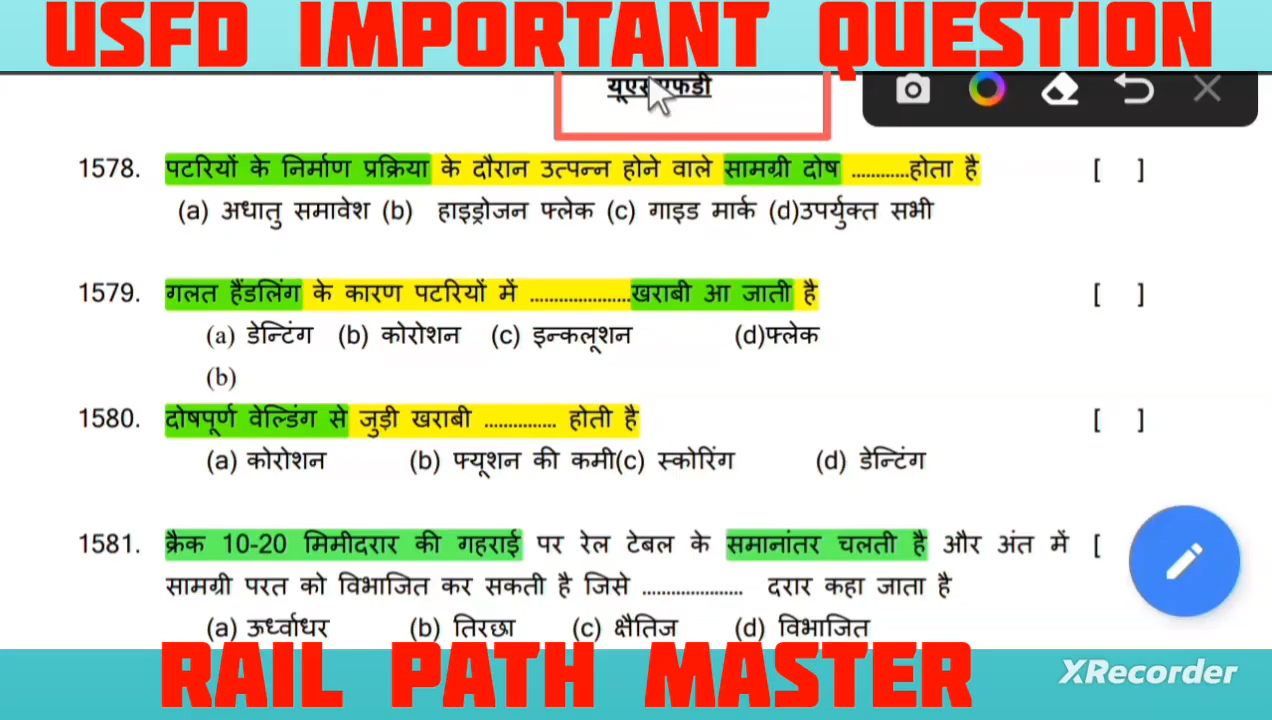 USFD IMPORTANT QUESTION
1578. पटरियों के निर्माण प्रक्रिया के दौरान उत्पन्न होने वाले सामग्री दोष ............होता है [ ]
(a) अधातु समावेश (b) हाइड्रोजन फ्लेक (c) गाइड मार्क (d)उपर्युक्त सभी
1579. गलत हैंडलिंग के कारण पटरियों में .....................खराबी आ जाती है [ ]
(a) डेन्टिंग (b) कोरोशन (c) इन्कलूशन (d)फ्लेक
(b)
1580. दोषपूर्ण वेल्डिंग से जुड़ी खराबी ............... होती है [ ]
(a) कोरोशन (b) फ्यूशन की कमी(c) स्कोरिंग (d) डेन्टिंग
1581. क्रैक 10-20 मिमीदरार की गहराई पर रेल टेबल के समानांतर चलती है और अंत में [
सामग्री परत को विभाजित कर सकती है जिसे ..................... दरार कहा जाता है
(a) ऊर्ध्वाधर (b) तिरछा (c) क्षैतिज (d) विभाजित
RAIL PATH MASTER
XRecorder